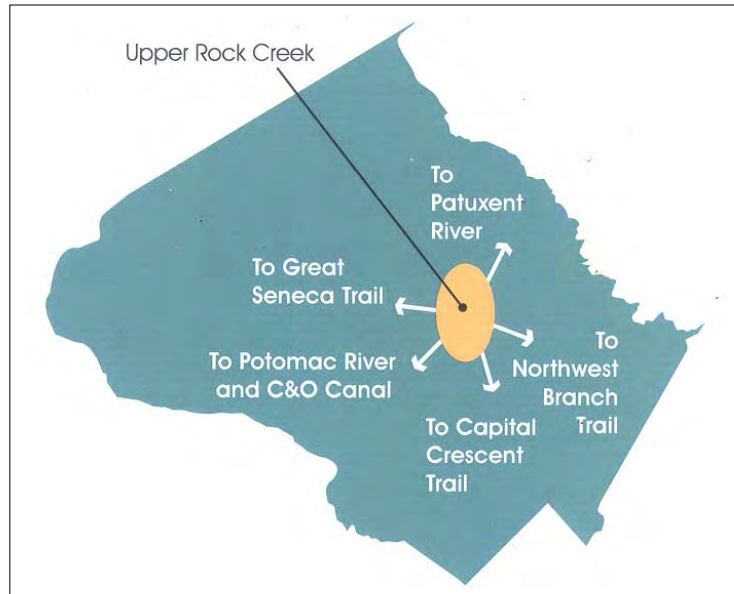 Upper Rock Creek
To
Patuxent
River
To Great
Seneca Trail
To Potomac River
and C&O Canal
To
Northwest
Branch
Trail
To Capital
Crescent
Trail